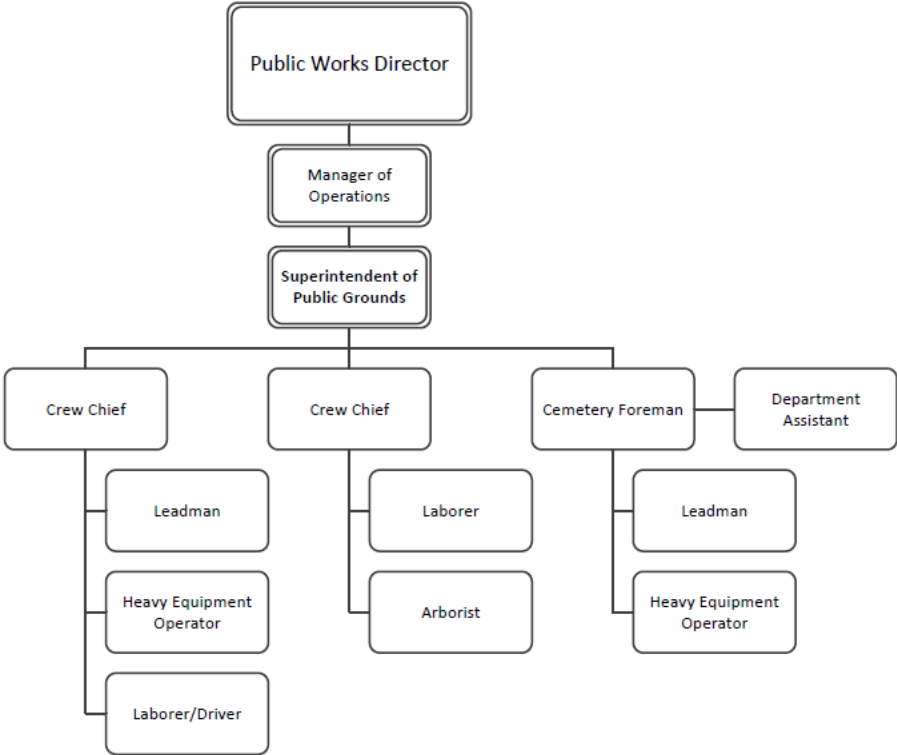 Public Works Director
Manager of
Operations
Superintendent of
Public Grounds
Crew Chief
Crew Chief
Cemetery Foreman
Department
Assistant
Leadman
Laborer
Leadman
Heavy Equipment
Operator
Arborist
Heavy Equipment
Operator
Laborer/Driver